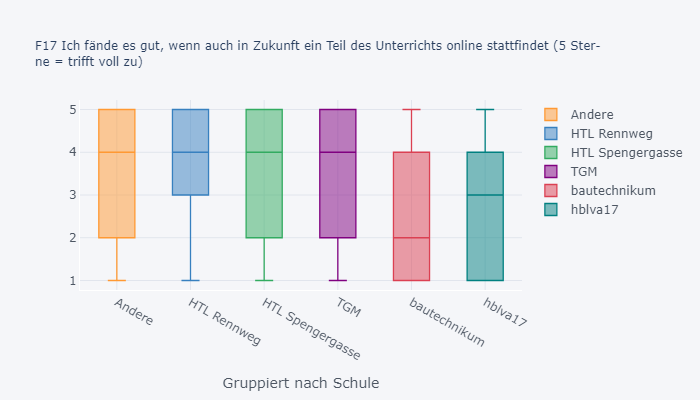 F17 Ich fände es gut, wenn auch in Zukunft ein Teil des Unterrichts online stattfindet (5 Ster-
ne = trifft voll zu)
5
4
3
2
1
Andere
HTL Rennweg
HTL Spengergasse
TGM
bautechnikum
hblva17
Gruppiert nach Schule
Andere
HTL Rennweg
HTL Spengergasse
TGM
bautechnikum
hblva17